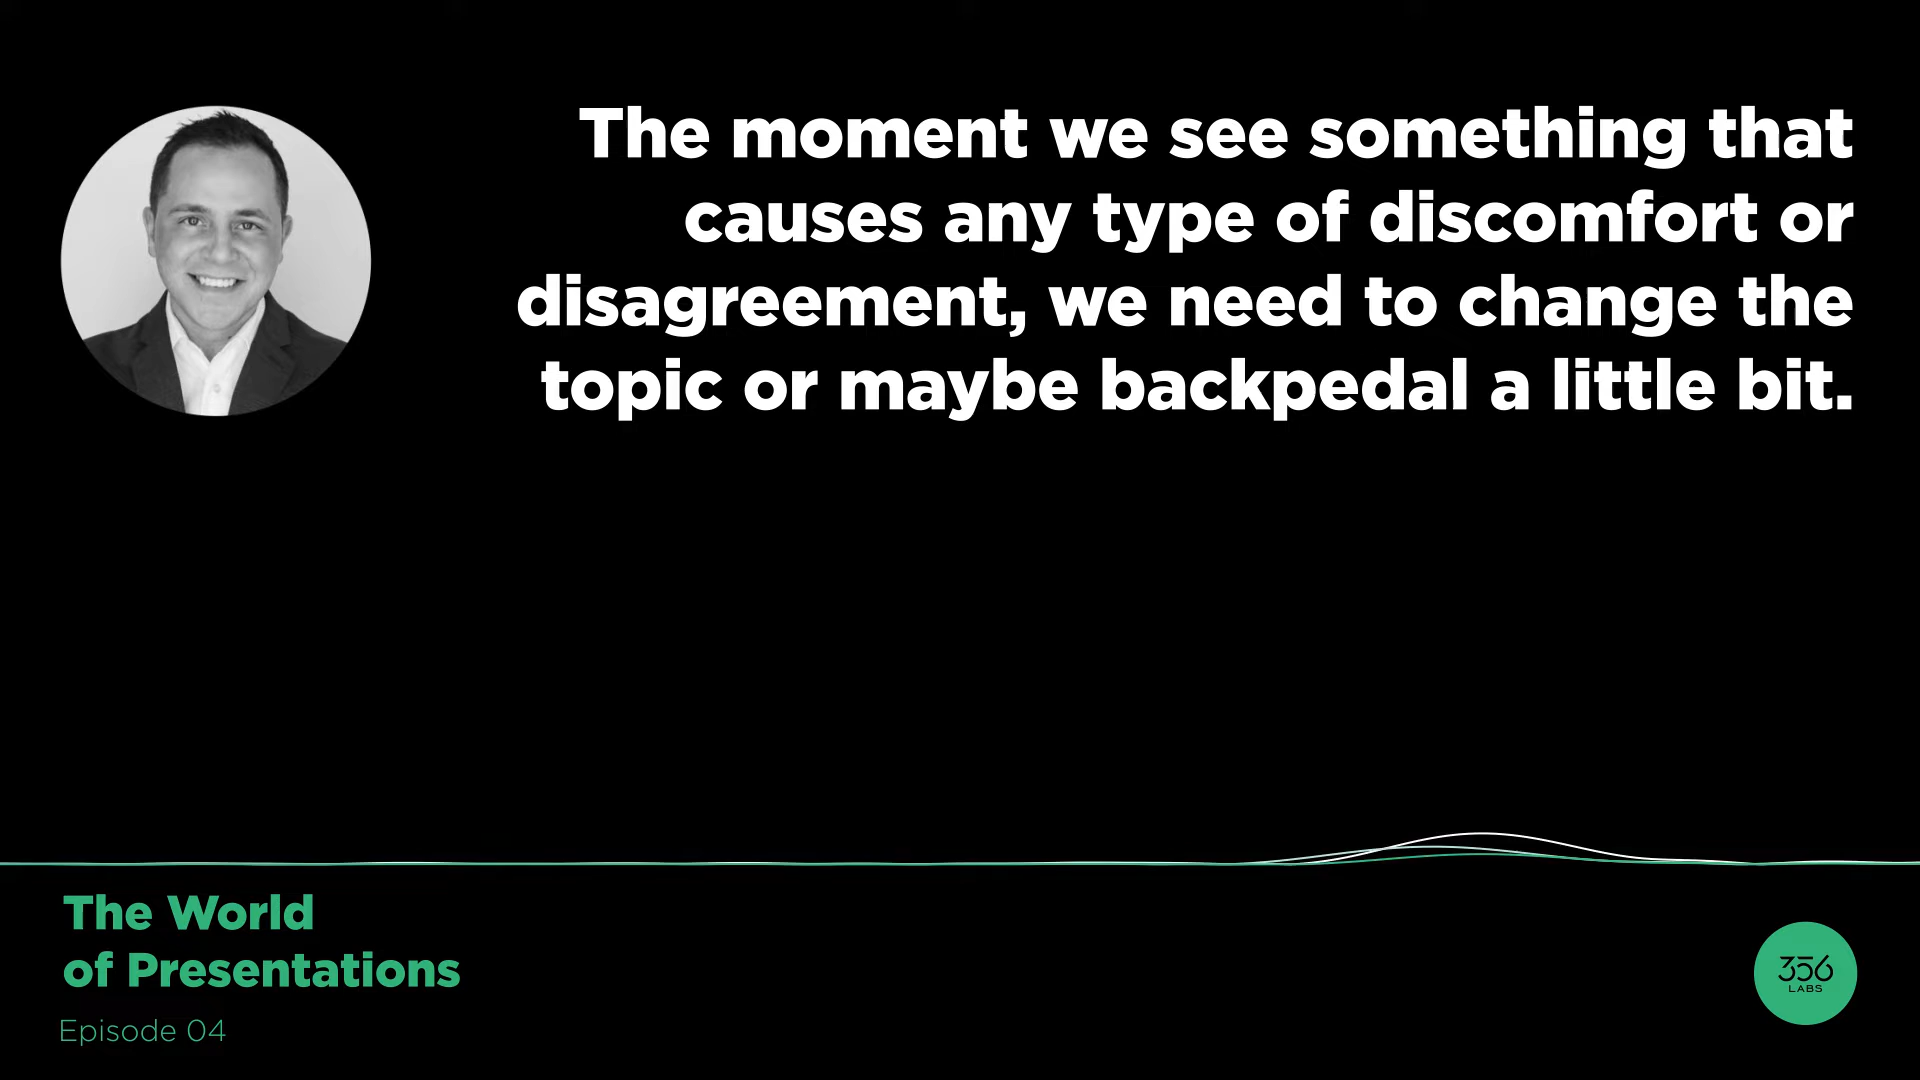 The moment we see something that
causes any type of discomfort or
disagreement, we need to change the
topic or maybe backpedal a little bit.
The World
of Presentations
Episode 04
356
LABS